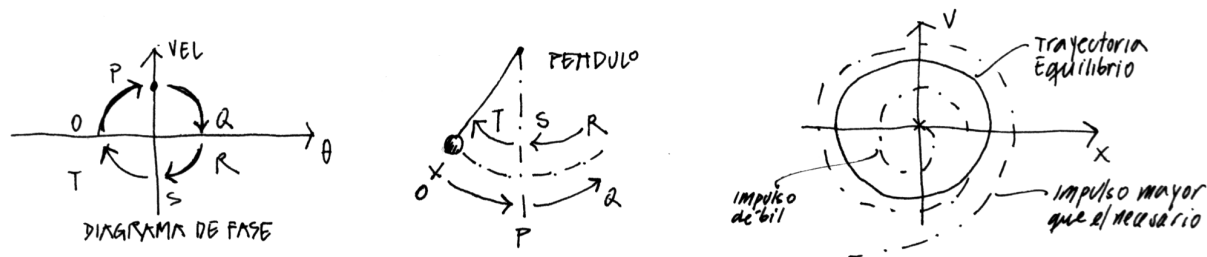 VEL
P
O
Q
θ
T
R
S
DIAGRAMA DE FASE
PENDULO
T
S
R
O
Q
P
V
Trayectoria
Equilibrio
X
impulso
debil
Impulso mayor
que el necesario